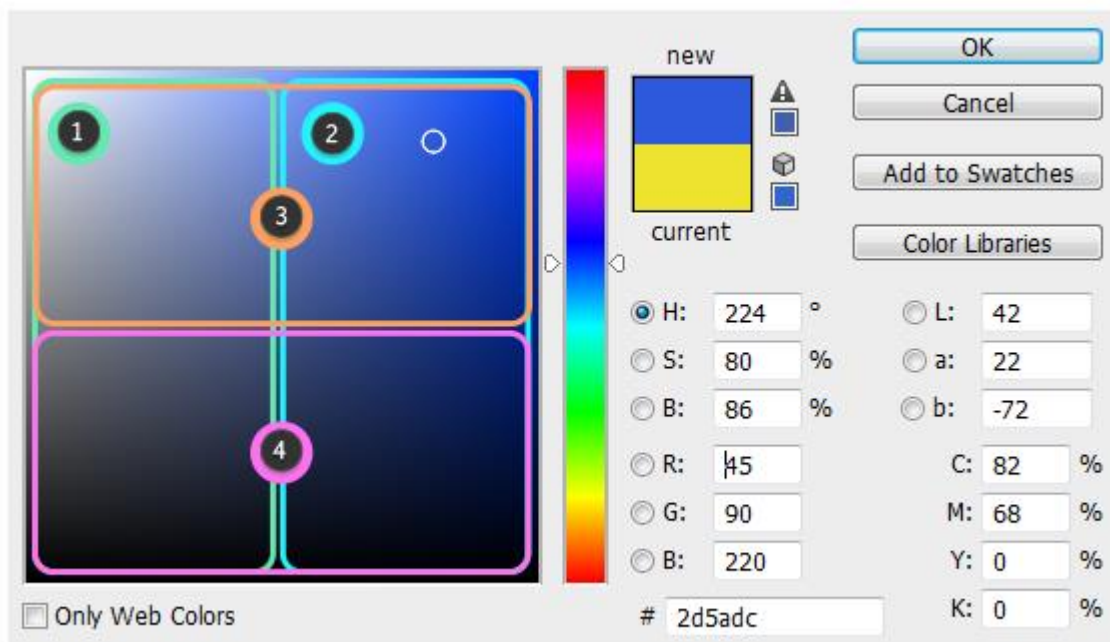 new
current
OK
Cancel
Add to Swatches
Color Libraries
1
2
3
4
H: 224 °
S: 80 %
B: 86 %
R: 45
G: 90
B: 220
# 2d5adc
L: 42
a: 22
b: -72
C: 82 %
M: 68 %
Y: 0 %
K: 0 %
Only Web Colors